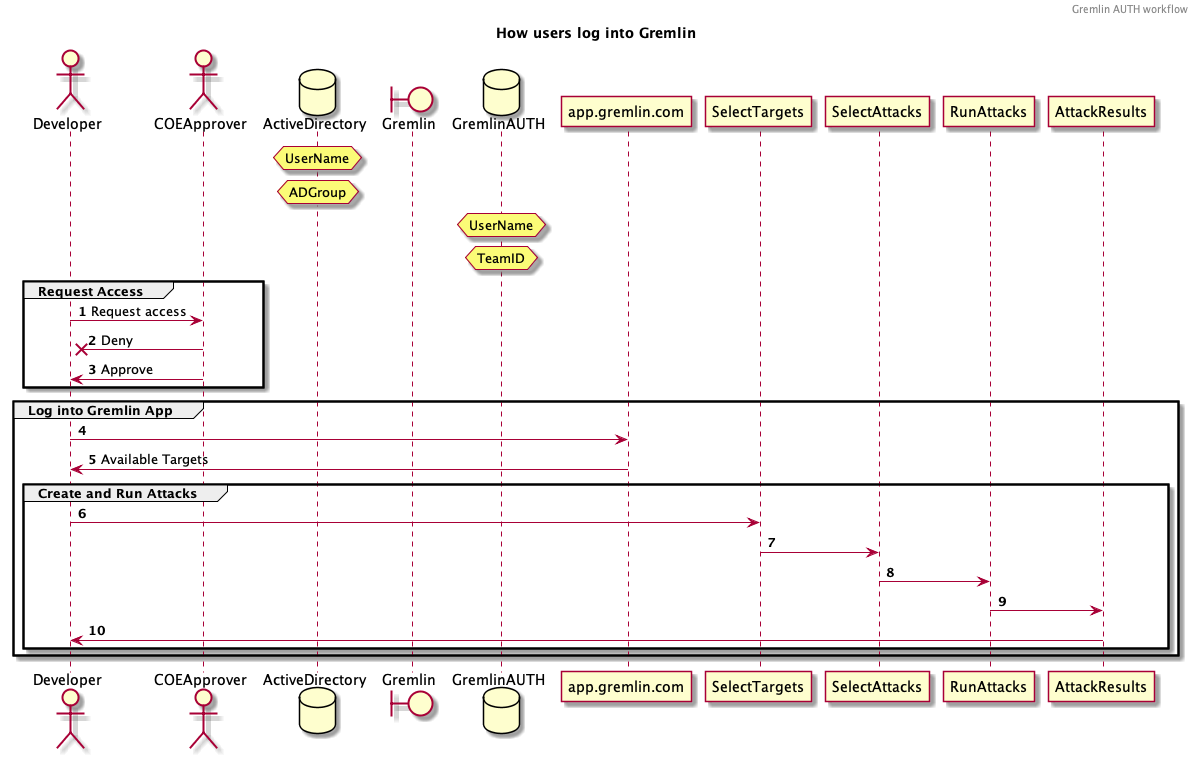 Gremlin AUTH workflow
How users log into Gremlin
Developer
COEApprover
ActiveDirectory
Gremlin
GremlinAUTH
app.gremlin.com
SelectTargets
SelectAttacks
RunAttacks
AttackResults
UserName
ADGroup
UserName
TeamID
Request Access
1 Request access
2 Deny
3 Approve
Log into Gremlin App
4
5 Available Targets
Create and Run Attacks
6
7
8
9
10
Developer
COEApprover
ActiveDirectory
Gremlin
GremlinAUTH
app.gremlin.com
SelectTargets
SelectAttacks
RunAttacks
AttackResults